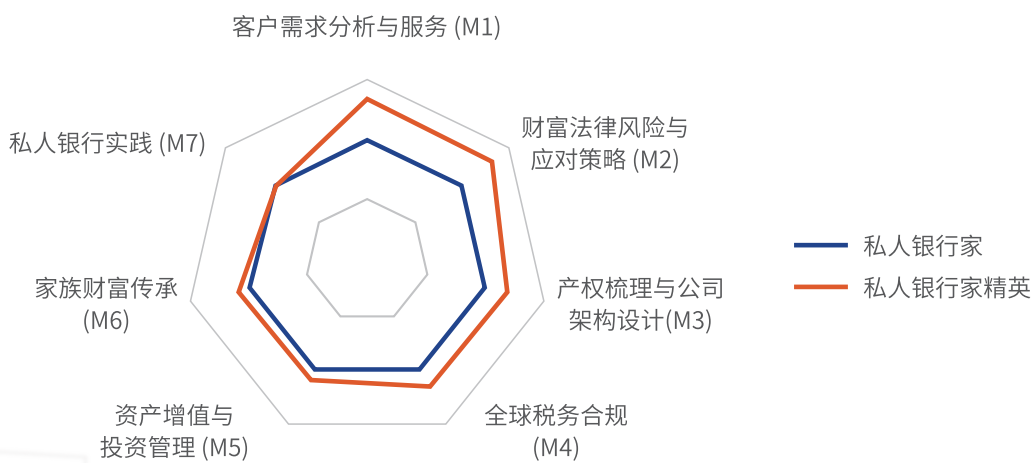 客户需求分析与服务 (M1)
私人银行实践 (M7)
财富法律风险与
应对策略 (M2)
家族财富传承
(M6)
产权梳理与公司
架构设计(M3)
资产增值与
投资管理 (M5)
全球税务合规
(M4)
私人银行家
私人银行家精英